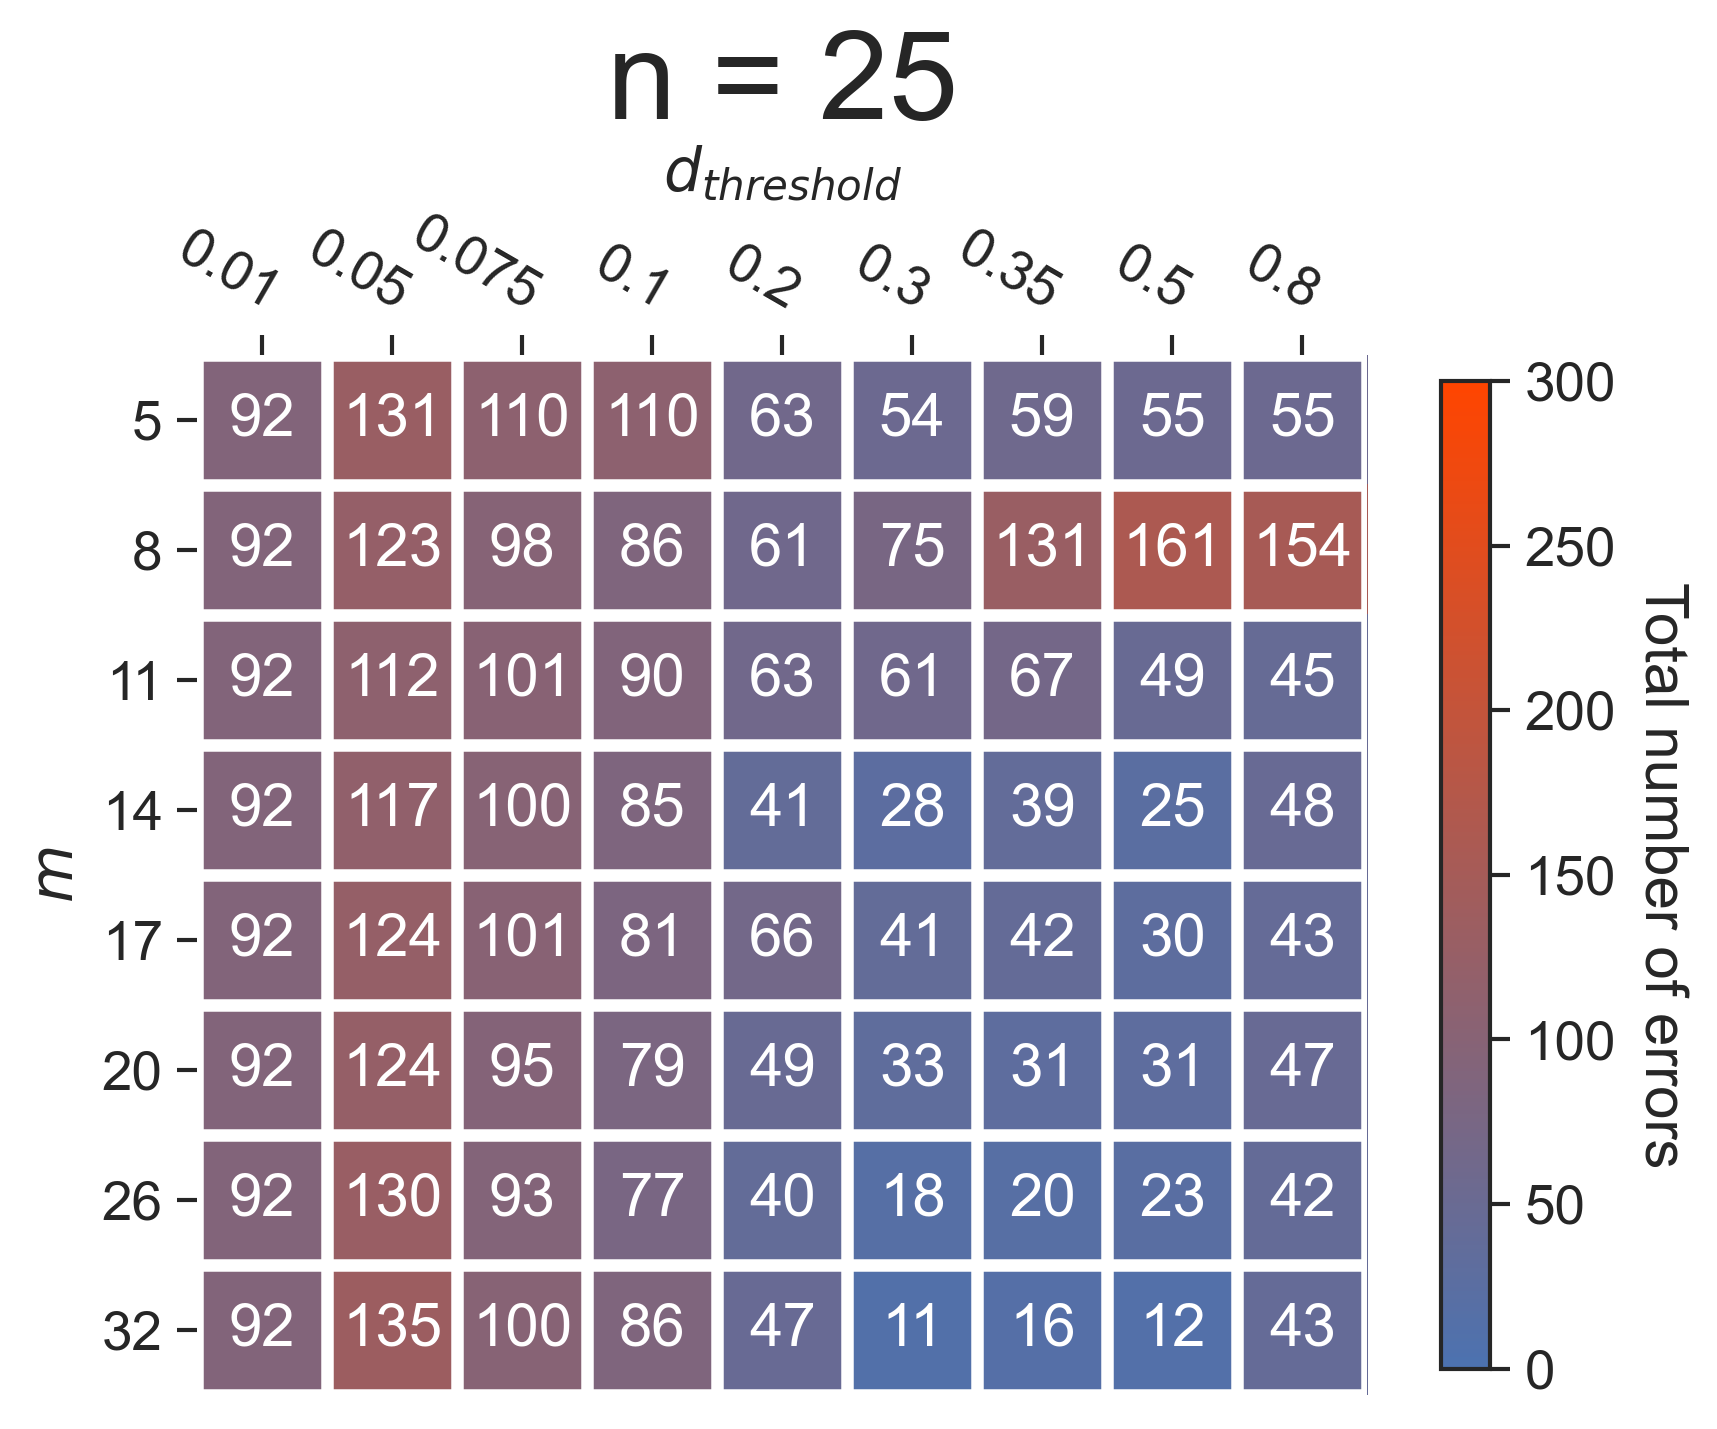 n = 25
d_threshold
0.01 0.05 0.075 0.1 0.2 0.3 0.35 0.5 0.8
5 92 131 110 110 63 54 59 55 55
8 92 123 98 86 61 75 131 161 154
11 92 112 101 90 63 61 67 49 45
14 92 117 100 85 41 28 39 25 48
17 92 124 101 81 66 41 42 30 43
20 92 124 95 79 49 33 31 31 47
26 92 130 93 77 40 18 20 23 42
32 92 135 100 86 47 11 16 12 43
m
300
250
200
150
100
50
0
Total number of errors